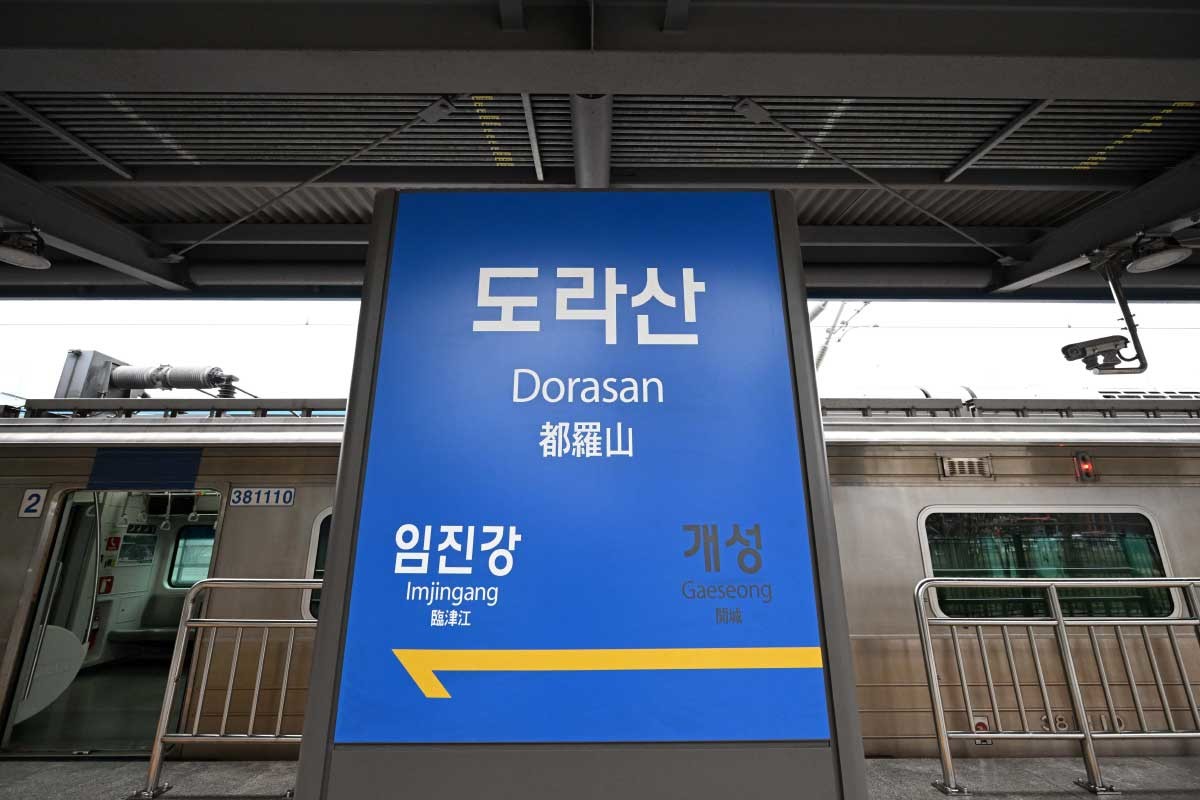 도라산
Dorasan
都羅山
임진강
Imjingang
臨津江
개성
Gaeseong
開城
2
381110
381110